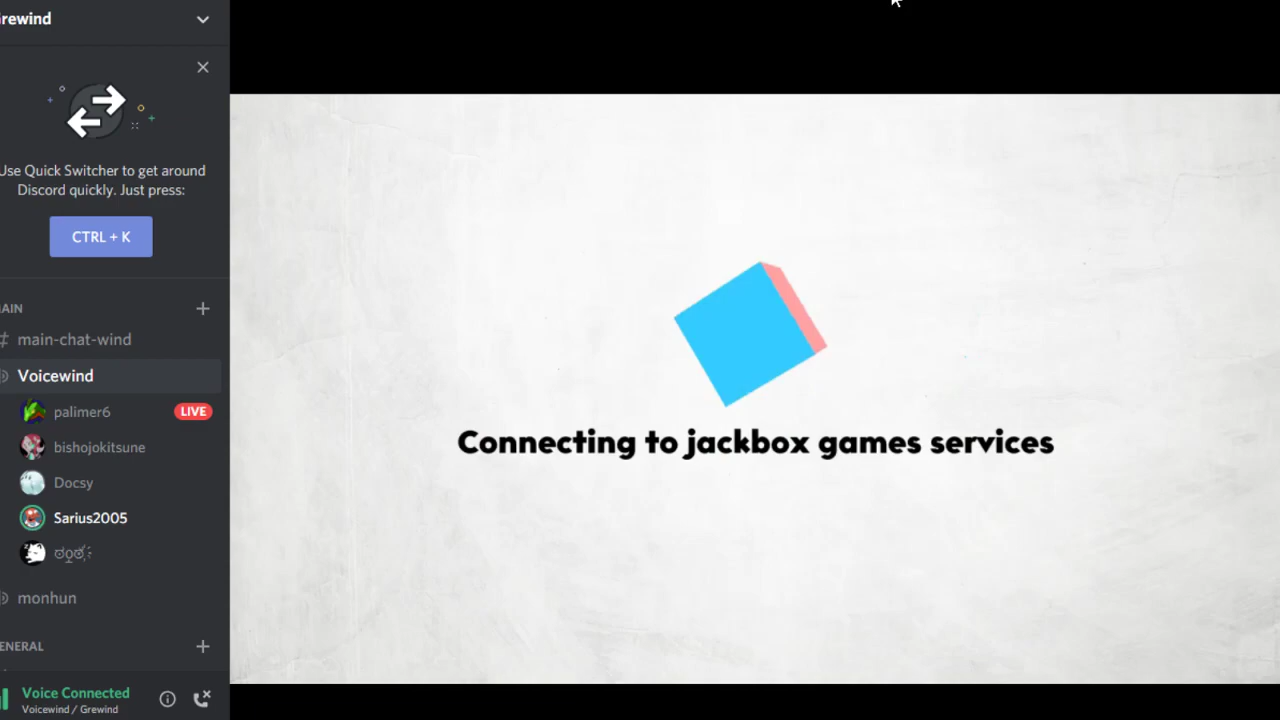 rewind
Use Quick Switcher to get around
Discord quickly. Just press:
CTRL + K
AIN
main-chat-wind
Voicewind
palimer6 LIVE
bishojokitsune
Docsy
Sarius2005
monhun
ENERAL
Voice Connected
Voicewind / Grewind
Connecting to jackbox games services